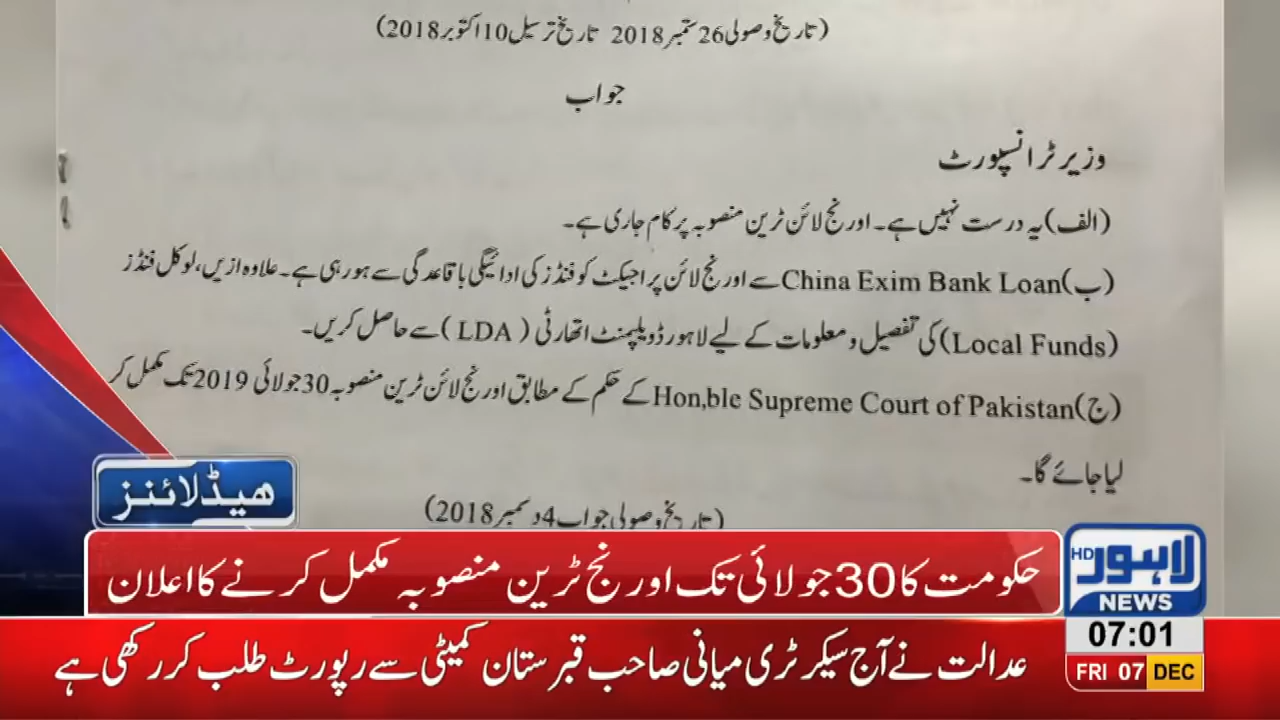 (تاریخ وصولی 26 ستمبر 2018 تاریخ ترسیل 10 اکتوبر 2018)
جواب
وزیر ٹرانسپورٹ
(الف) یہ درست نہیں ہے۔ اورنج لائن ٹرین منصوبہ پر کام جاری ہے۔
(ب) China Exim Bank Loan سے اورنج لائن پراجیکٹ کو فنڈز کی ادائیگی باقاعدگی سے ہو رہی ہے۔ علاوہ ازیں، لوکل فنڈز
(Local Funds) کی تفصیل و معلومات کے لیے لاہور ڈویلپمنٹ اتھارٹی (LDA) سے حاصل کریں۔
(ج) Hon,ble Supreme Court of Pakistan کے حکم کے مطابق اورنج لائن ٹرین منصوبہ 30 جولائی 2019 تک مکمل کر
لیا جائے گا۔
(تاریخ وصولی جواب 4 دسمبر 2018)
ھیڈلائنز
حکومت کا 30 جولائی تک اورنج ٹرین منصوبہ مکمل کرنے کا اعلان
عدالت نے آج سیکرٹری میانی صاحب قبرستان کمیٹی سے رپورٹ طلب کر رکھی ہے
لاہور HD
NEWS
07:01
FRI 07 DEC